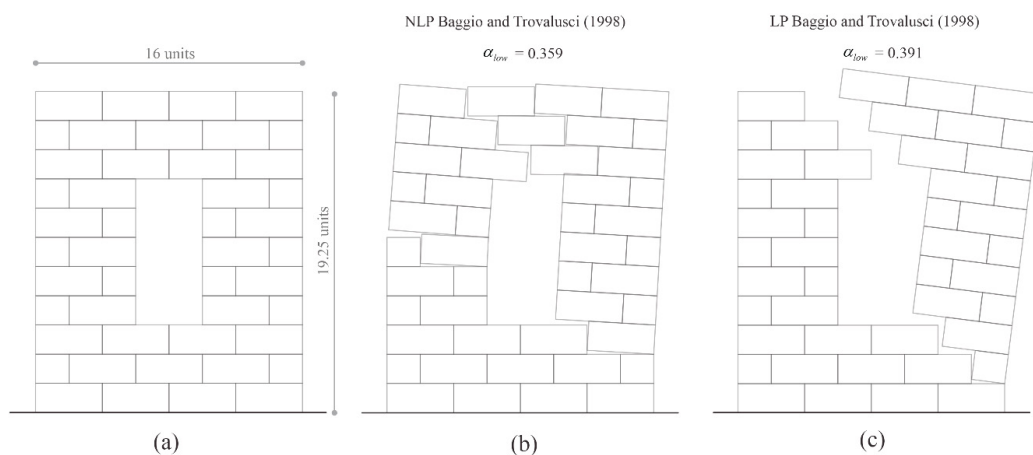 NLP Baggio and Trovalusci (1998)
LP Baggio and Trovalusci (1998)
16 units
α_low = 0.359
α_low = 0.391
19.25 units
(a)
(b)
(c)